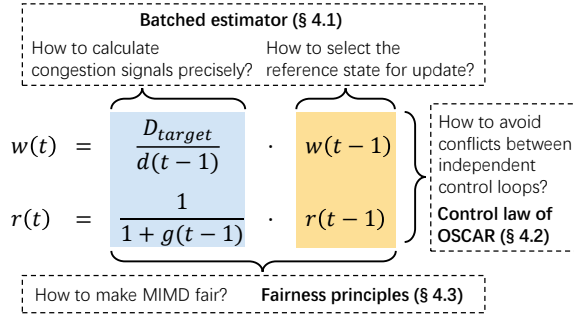 Batched estimator (§ 4.1)
How to calculate
congestion signals precisely?
How to select the
reference state for update?
w(t) = D_target / d(t − 1) · w(t − 1)
r(t) = 1 / 1 + g(t − 1) · r(t − 1)
How to avoid
conflicts between
independent
control loops?
Control law of
OSCAR (§ 4.2)
How to make MIMD fair? Fairness principles (§ 4.3)